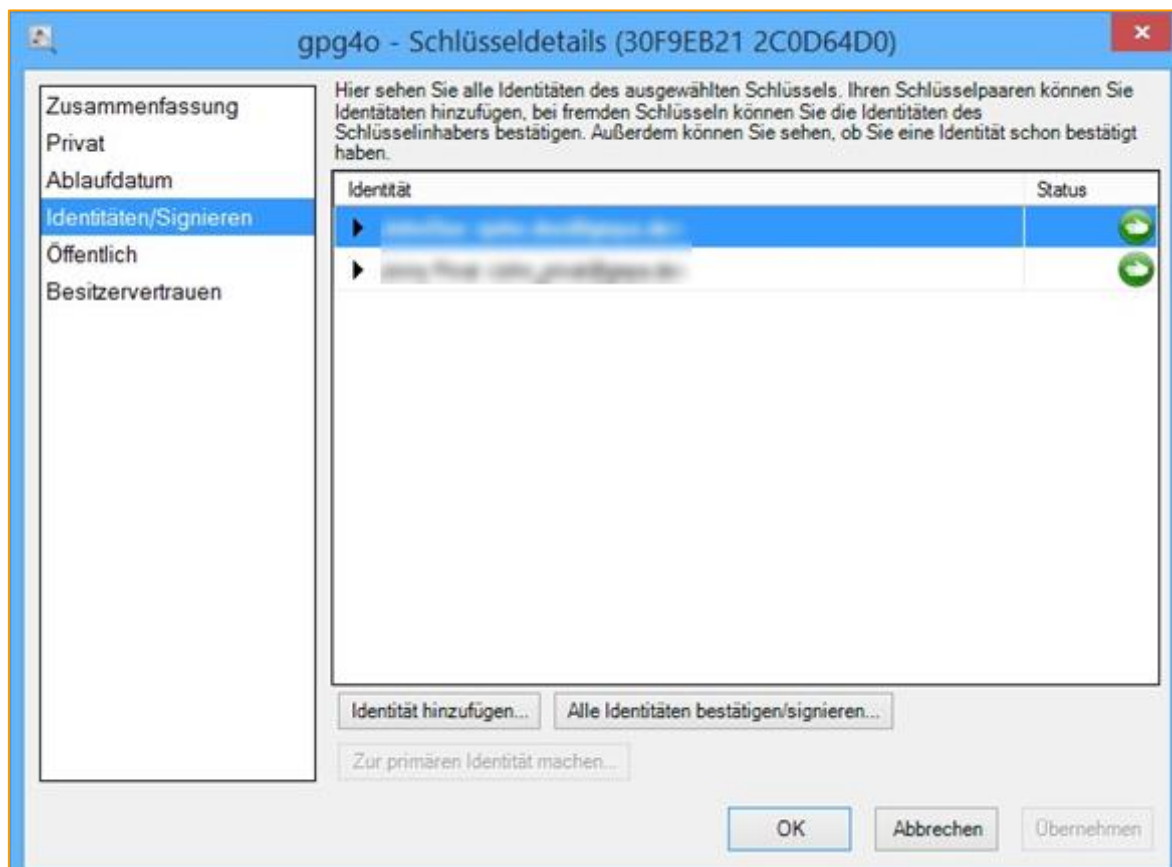 gpg4o - Schlüsseldetails (30F9EB21 2C0D64D0)
Zusammenfassung
Privat
Ablaufdatum
Identitäten/Signieren
Öffentlich
Besitzervertrauen
Hier sehen Sie alle Identitäten des ausgewählten Schlüssels. Ihren Schlüsselpaaren können Sie
Identätaten hinzufügen, bei fremden Schlüsseln können Sie die Identitäten des
Schlüsselinhabers bestätigen. Außerdem können Sie sehen, ob Sie eine Identität schon bestätigt
haben.
Identität Status
Identität hinzufügen... Alle Identitäten bestätigen/signieren...
Zur primären Identität machen...
OK Abbrechen Übernehmen